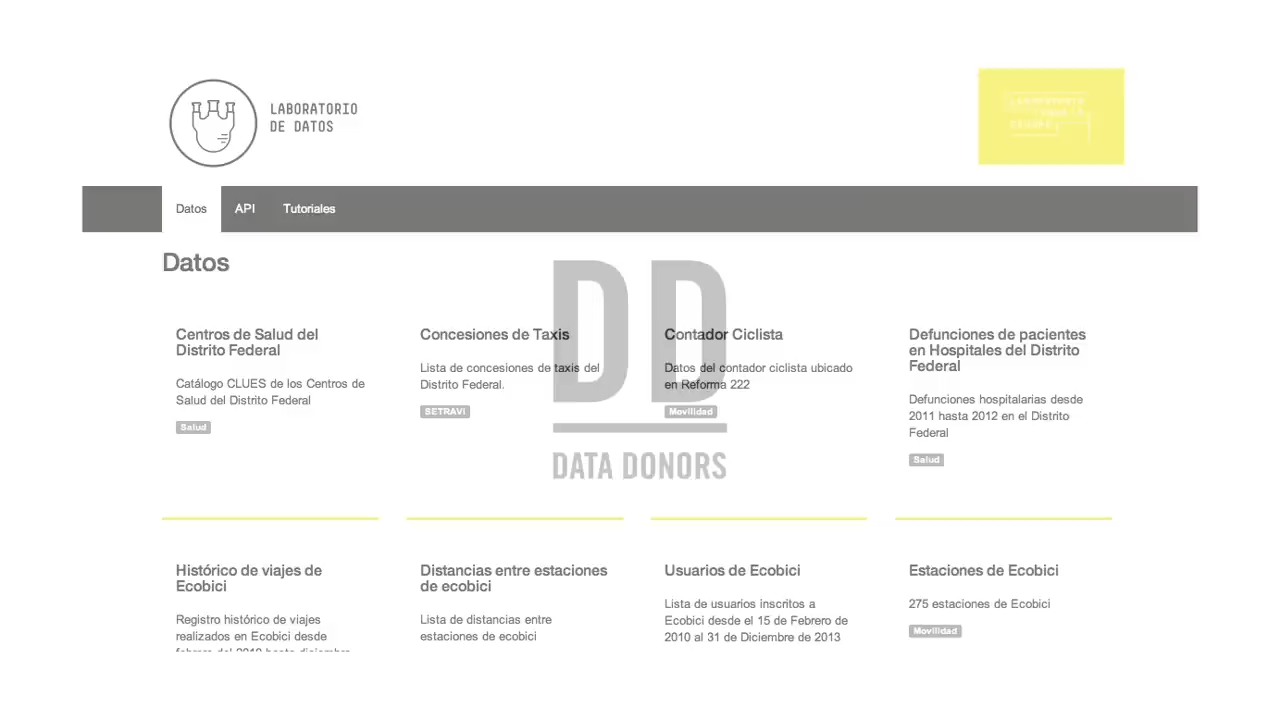 LABORATORIO
DE DATOS
Datos
API
Tutoriales
Datos
Centros de Salud del
Distrito Federal
Catálogo CLUES de los Centros de
Salud del Distrito Federal
Salud
Concesiones de Taxis
Lista de concesiones de taxis del
Distrito Federal.
SETRAVI
Contador Ciclista
Datos del contador ciclista ubicado
en Reforma 222
Movilidad
Defunciones de pacientes
en Hospitales del Distrito
Federal
Defunciones hospitalarias desde
2011 hasta 2012 en el Distrito
Federal
Salud
DD
DATA DONORS
Histórico de viajes de
Ecobici
Registro histórico de viajes
realizados en Ecobici desde
Distancias entre estaciones
de ecobici
Lista de distancias entre
estaciones de ecobici
Usuarios de Ecobici
Lista de usuarios inscritos a
Ecobici desde el 15 de Febrero de
2010 al 31 de Diciembre de 2013
Estaciones de Ecobici
275 estaciones de Ecobici
Movilidad